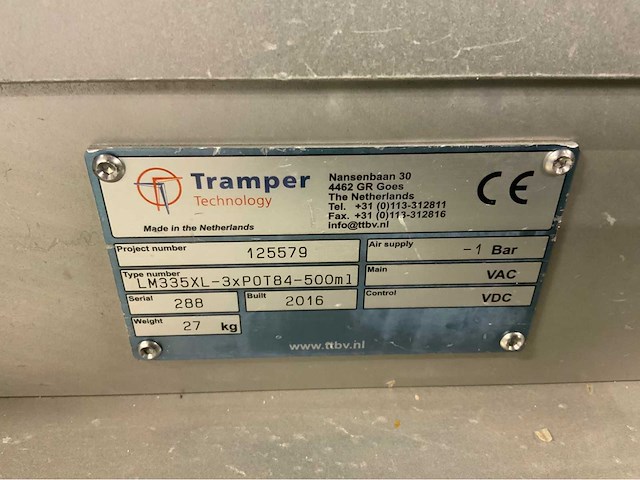 Tramper
Technology
Made in the Netherlands
Nansenbaan 30
4462 GR Goes
The Netherlands
Tel. +31 (0)113-312811
Fax. +31 (0)113-312816
info@ttbv.nl
CE
Project number 125579
Type number LM335XL-3xPOT84-500ml
Serial 288 Built 2016
Weight 27 kg
Air supply -1 Bar
Main VAC
Control VDC
www.ttbv.nl